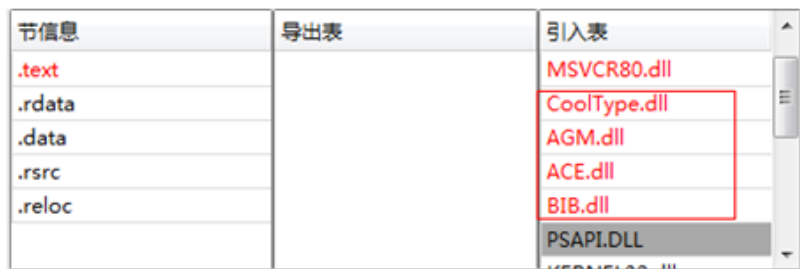 节信息 导出表 引入表
.text MSVCR80.dll
.rdata CoolType.dll
.data AGM.dll
.rsrc ACE.dll
.reloc BIB.dll
PSAPI.DLL